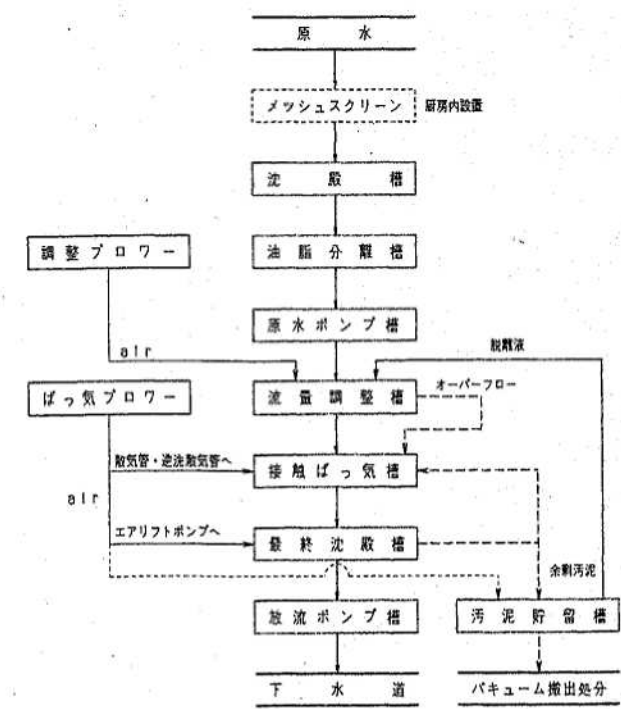 原水
メッシュスクリーン
厨房内設置
沈殿槽
調整ブロワー
油脂分離槽
原水ポンプ槽
air
脱離液
オーバーフロー
ばっ気ブロワー
流量調整槽
散気管・逆洗散気管へ
接触ばっ気槽
air
エアリフトポンプへ
最終沈殿槽
余剰汚泥
放流ポンプ槽
汚泥貯留槽
下水道
バキューム搬出処分